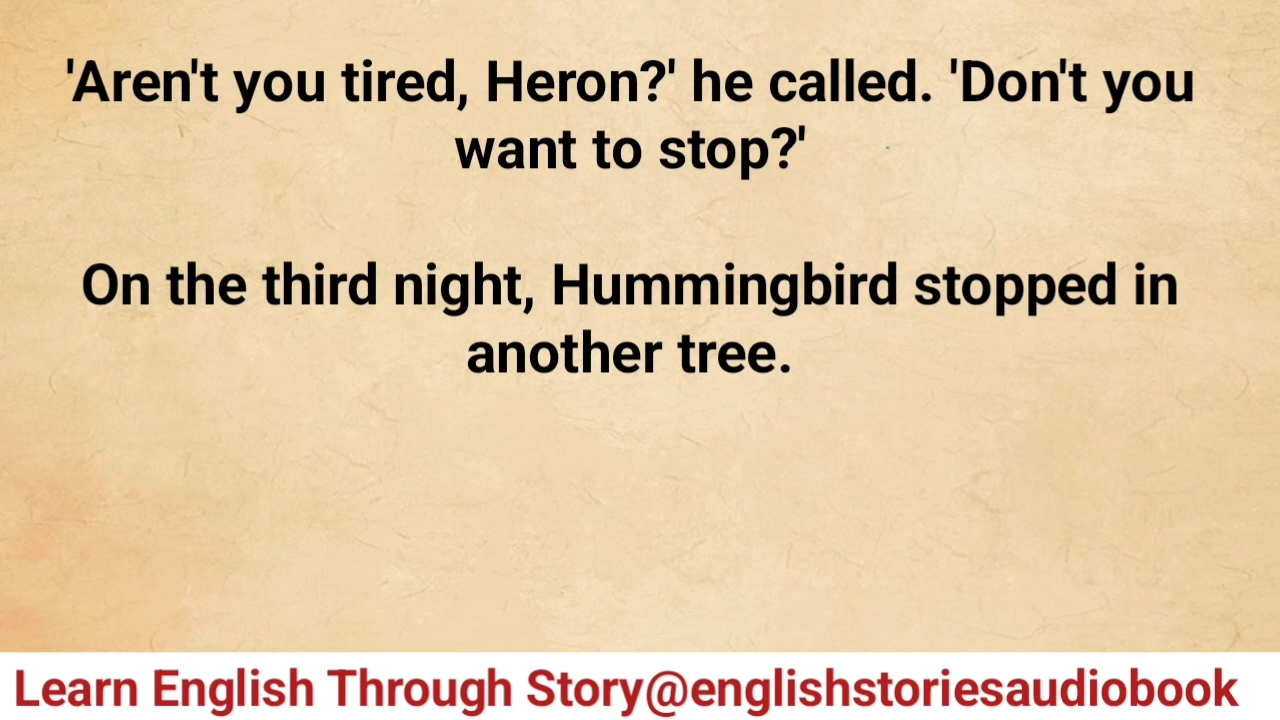 'Aren't you tired, Heron?' he called. 'Don't you
want to stop?'
On the third night, Hummingbird stopped in
another tree.
Learn English Through Story@englishstoriesaudiobook